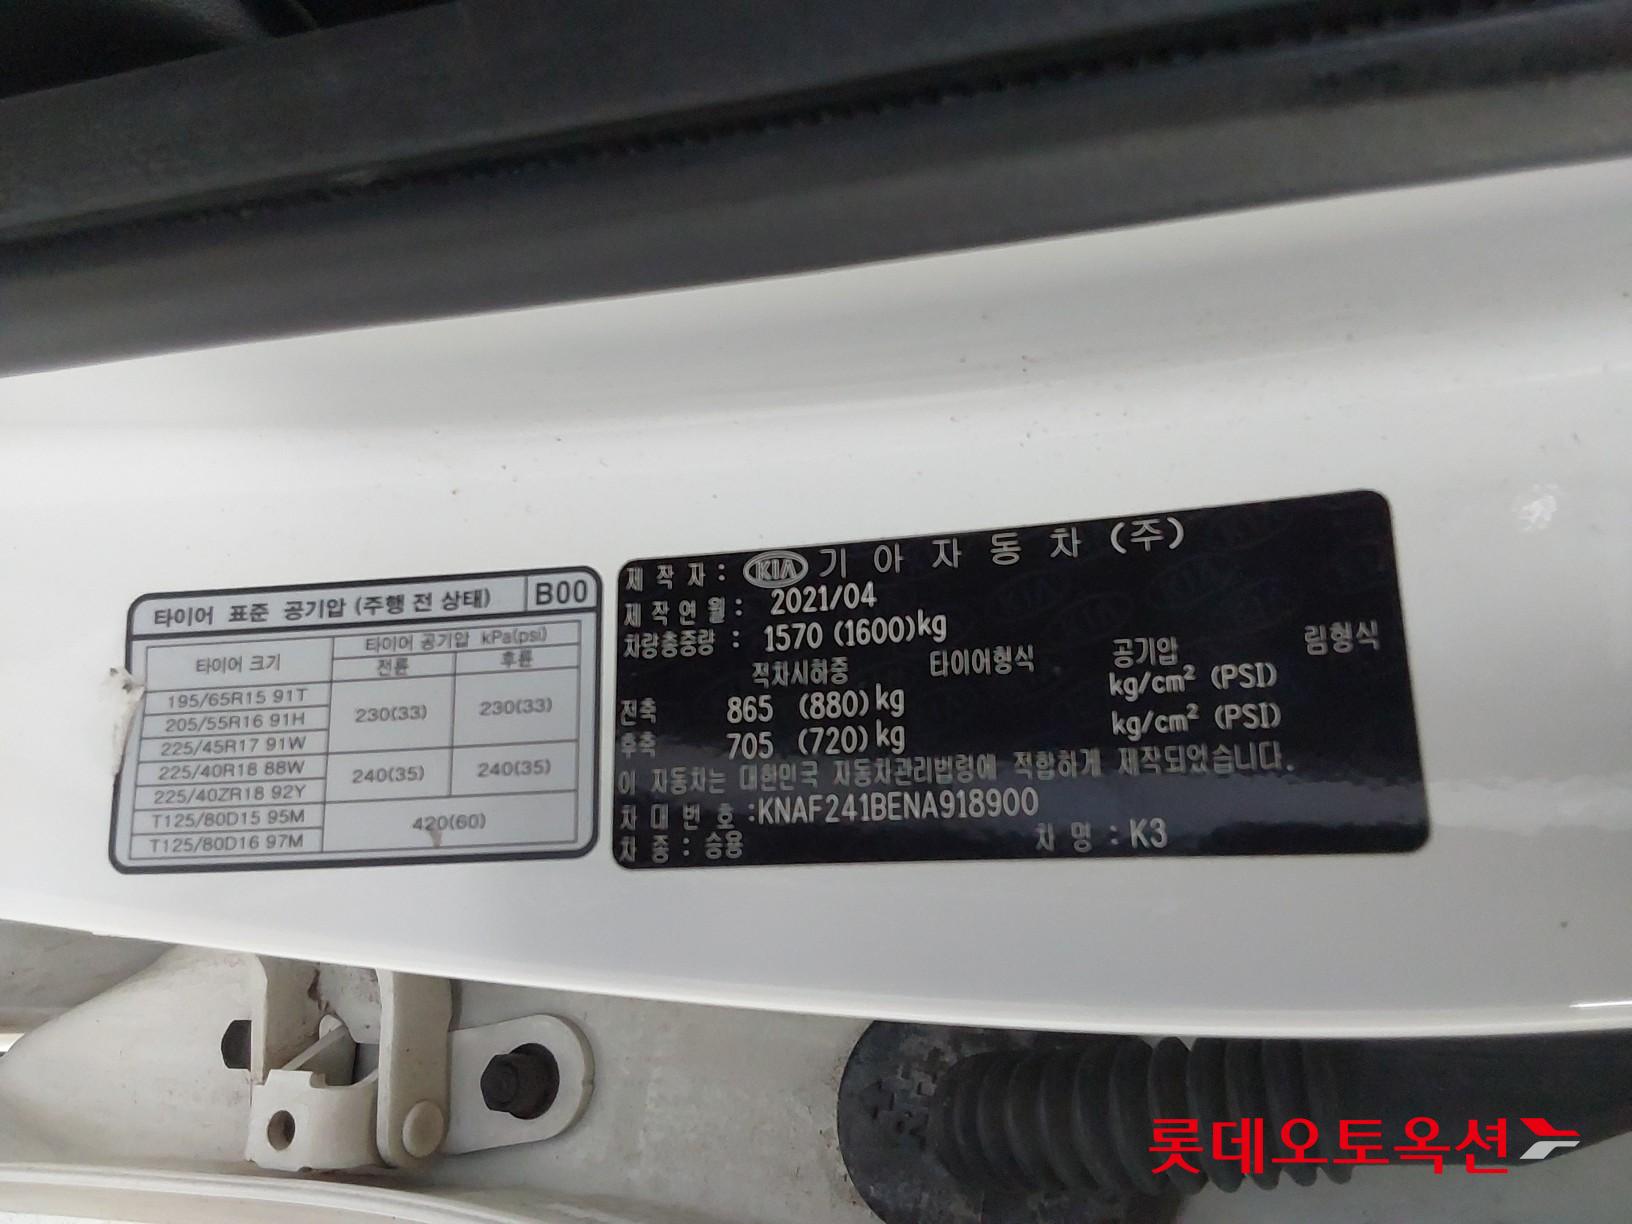 타이어 표준 공기압 (주행 전 상태) B00
타이어 크기 타이어 공기압 kPa(psi)
전륜 후륜
195/65R15 91T
205/55R16 91H 230(33) 230(33)
225/45R17 91W
225/40R18 88W 240(35) 240(35)
225/40ZR18 92Y
T125/80D15 95M 420(60)
T125/80D16 97M
제 작 자 : KIA 기 아 자 동 차 (주)
제 작 연 월 : 2021/04
차량총중량 : 1570 (1600)kg
적차시하중 타이어형식 공기압 림형식
전축 865 (880)kg kg/cm² (PSI)
후축 705 (720)kg kg/cm² (PSI)
이 자동차는 대한민국 자동차관리법령에 적합하게 제작되었습니다.
차 대 번 호 :KNAF241BENA918900
차 종 : 승용 차 명 : K3
롯데오토옥션